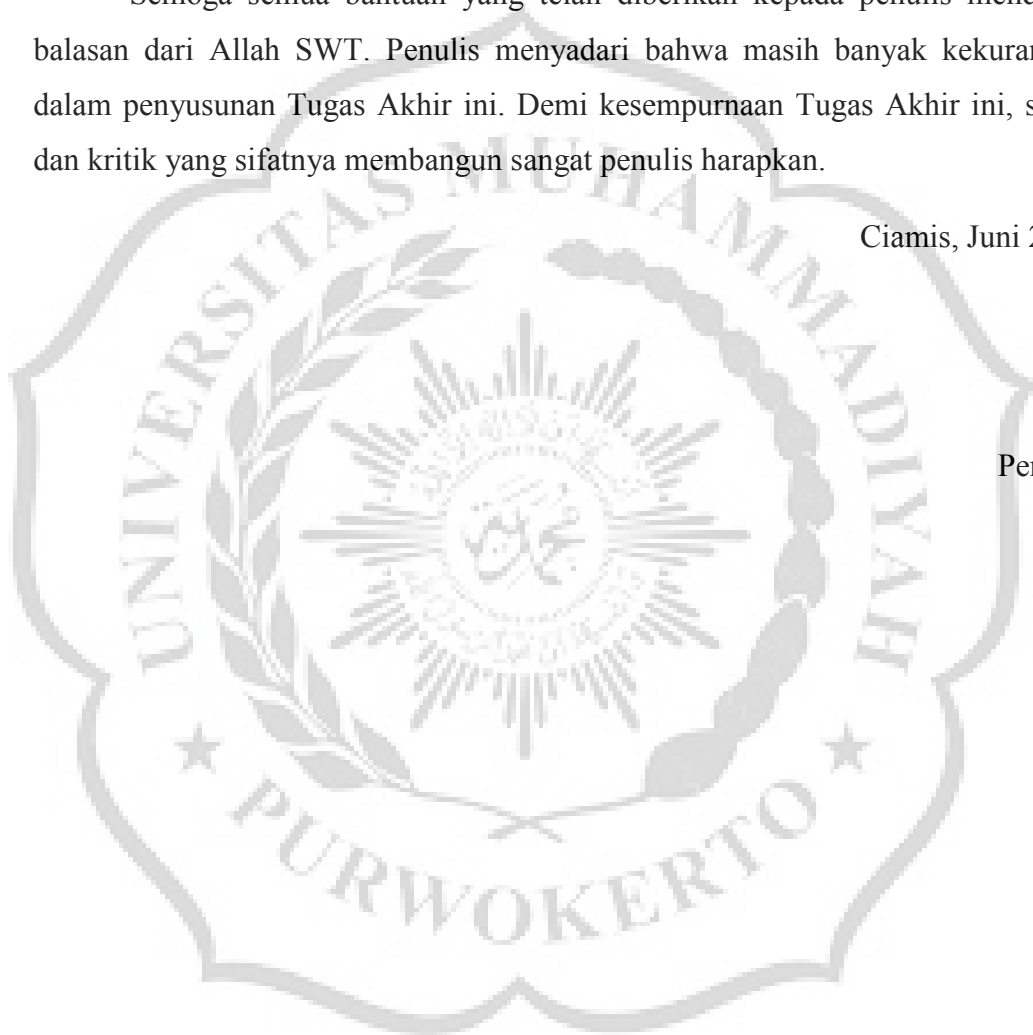 Semoga semua bantuan yang telah diberikan kepada penulis
balasan dari Allah SWT. Penulis menyadari bahwa masih banyak
dalam penyusunan Tugas Akhir ini. Demi kesempurnaan Tugas Akhir ini,
dan kritik yang sifatnya membangun sangat penulis harapkan.
Ciamis, Juni 2
UNIVERSITAS MUHAMMADIYAH
PURWOKERTO